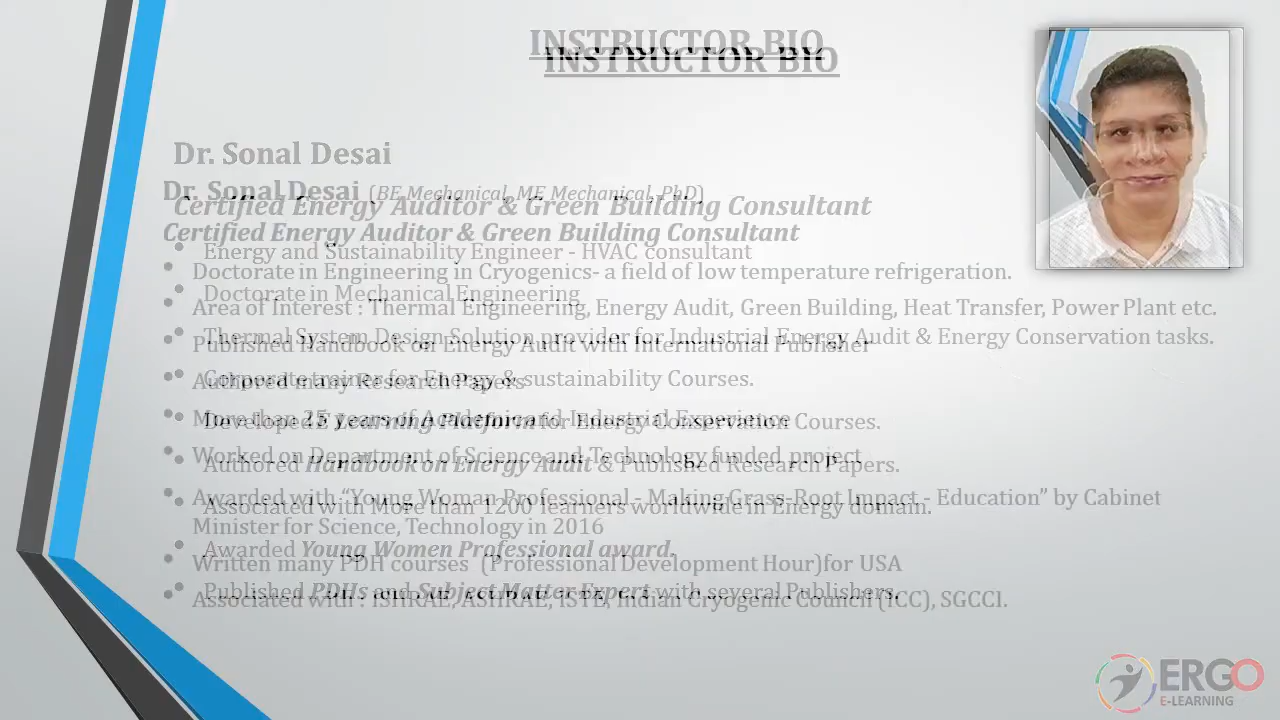 INSTRUCTOR BIO
INSTRUCTOR BIO
Dr. Sonal Desai
Dr. Sonal Desai (BE Mechanical, ME Mechanical, PhD)
Certified Energy Auditor & Green Building Consultant
Certified Energy Auditor & Green Building Consultant
• Energy and Sustainability Engineer - HVAC consultant
• Doctorate in Engineering in Cryogenics- a field of low temperature refrigeration.
• Doctorate in Mechanical Engineering
• Area of Interest : Thermal Engineering, Energy Audit, Green Building, Heat Transfer, Power Plant etc.
• Thermal System Design Solution provider for Industrial Energy Audit & Energy Conservation tasks.
• Published Handbook on Energy Audit with International Publisher
• Corporate trainer for Energy & sustainability Courses.
• Authored many Research Papers
• More than 25 years of Academic and Industrial Experience
• Developed E Learning Platform for Energy Conservation Courses.
• Worked on Department of Science and Technology funded project
• Authored Handbook on Energy Audit & Published Research Papers.
• Awarded with “Young Woman Professional - Making Grass-Root Impact - Education” by Cabinet
• Associated with More than 1200 learners worldwide in Energy domain.
Minister for Science, Technology in 2016
• Awarded Young Women Professional award.
• Written many PDH courses (Professional Development Hour)for USA
• Published PDHs and Subject Matter Expert with several Publishers.
• Associated with : ISHRAE, ASHRAE, ISTE, Indian Cryogenic Council (ICC), SGCCI.
ERGO
E-LEARNING